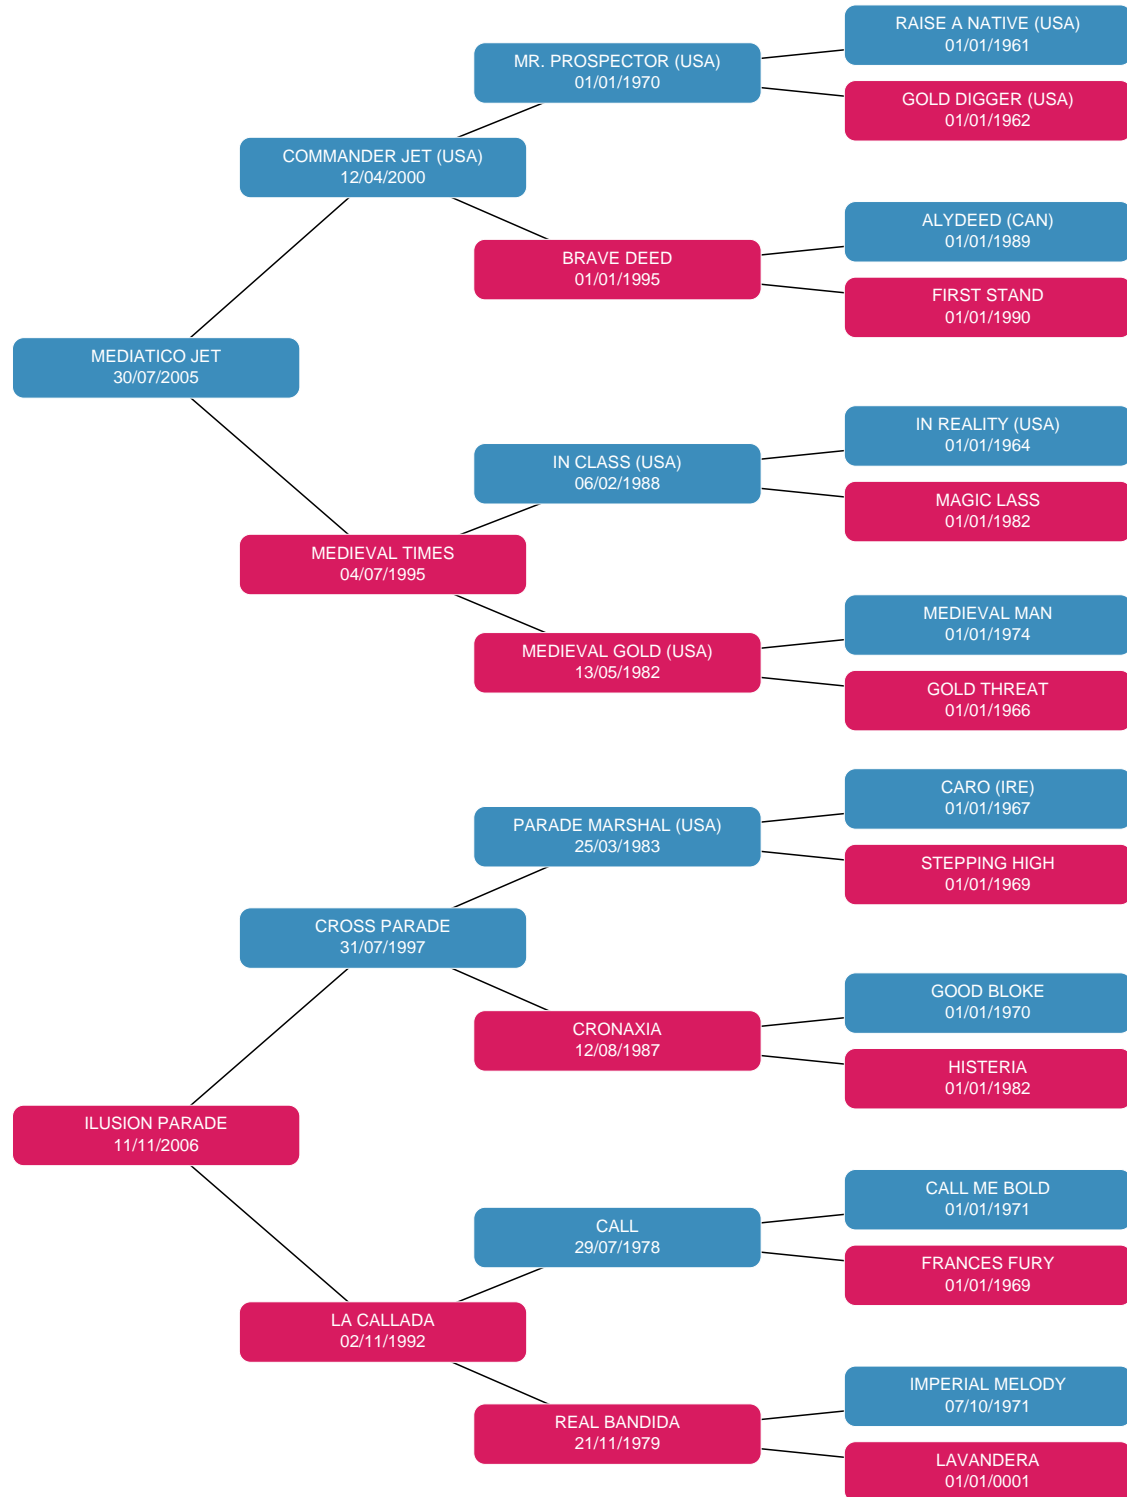 RAISE A NATIVE (USA)
01/01/1961
MR. PROSPECTOR (USA)
01/01/1970
GOLD DIGGER (USA)
01/01/1962
COMMANDER JET (USA)
12/04/2000
ALYDEED (CAN)
01/01/1989
BRAVE DEED
01/01/1995
FIRST STAND
01/01/1990
MEDIATICO JET
30/07/2005
IN REALITY (USA)
01/01/1964
IN CLASS (USA)
06/02/1988
MAGIC LASS
01/01/1982
MEDIEVAL TIMES
04/07/1995
MEDIEVAL MAN
01/01/1974
MEDIEVAL GOLD (USA)
13/05/1982
GOLD THREAT
01/01/1966
CARO (IRE)
01/01/1967
PARADE MARSHAL (USA)
25/03/1983
STEPPING HIGH
01/01/1969
CROSS PARADE
31/07/1997
GOOD BLOKE
01/01/1970
CRONAXIA
12/08/1987
HISTERIA
01/01/1982
ILUSION PARADE
11/11/2006
CALL ME BOLD
01/01/1971
CALL
29/07/1978
FRANCES FURY
01/01/1969
LA CALLADA
02/11/1992
IMPERIAL MELODY
07/10/1971
REAL BANDIDA
21/11/1979
LAVANDERA
01/01/0001